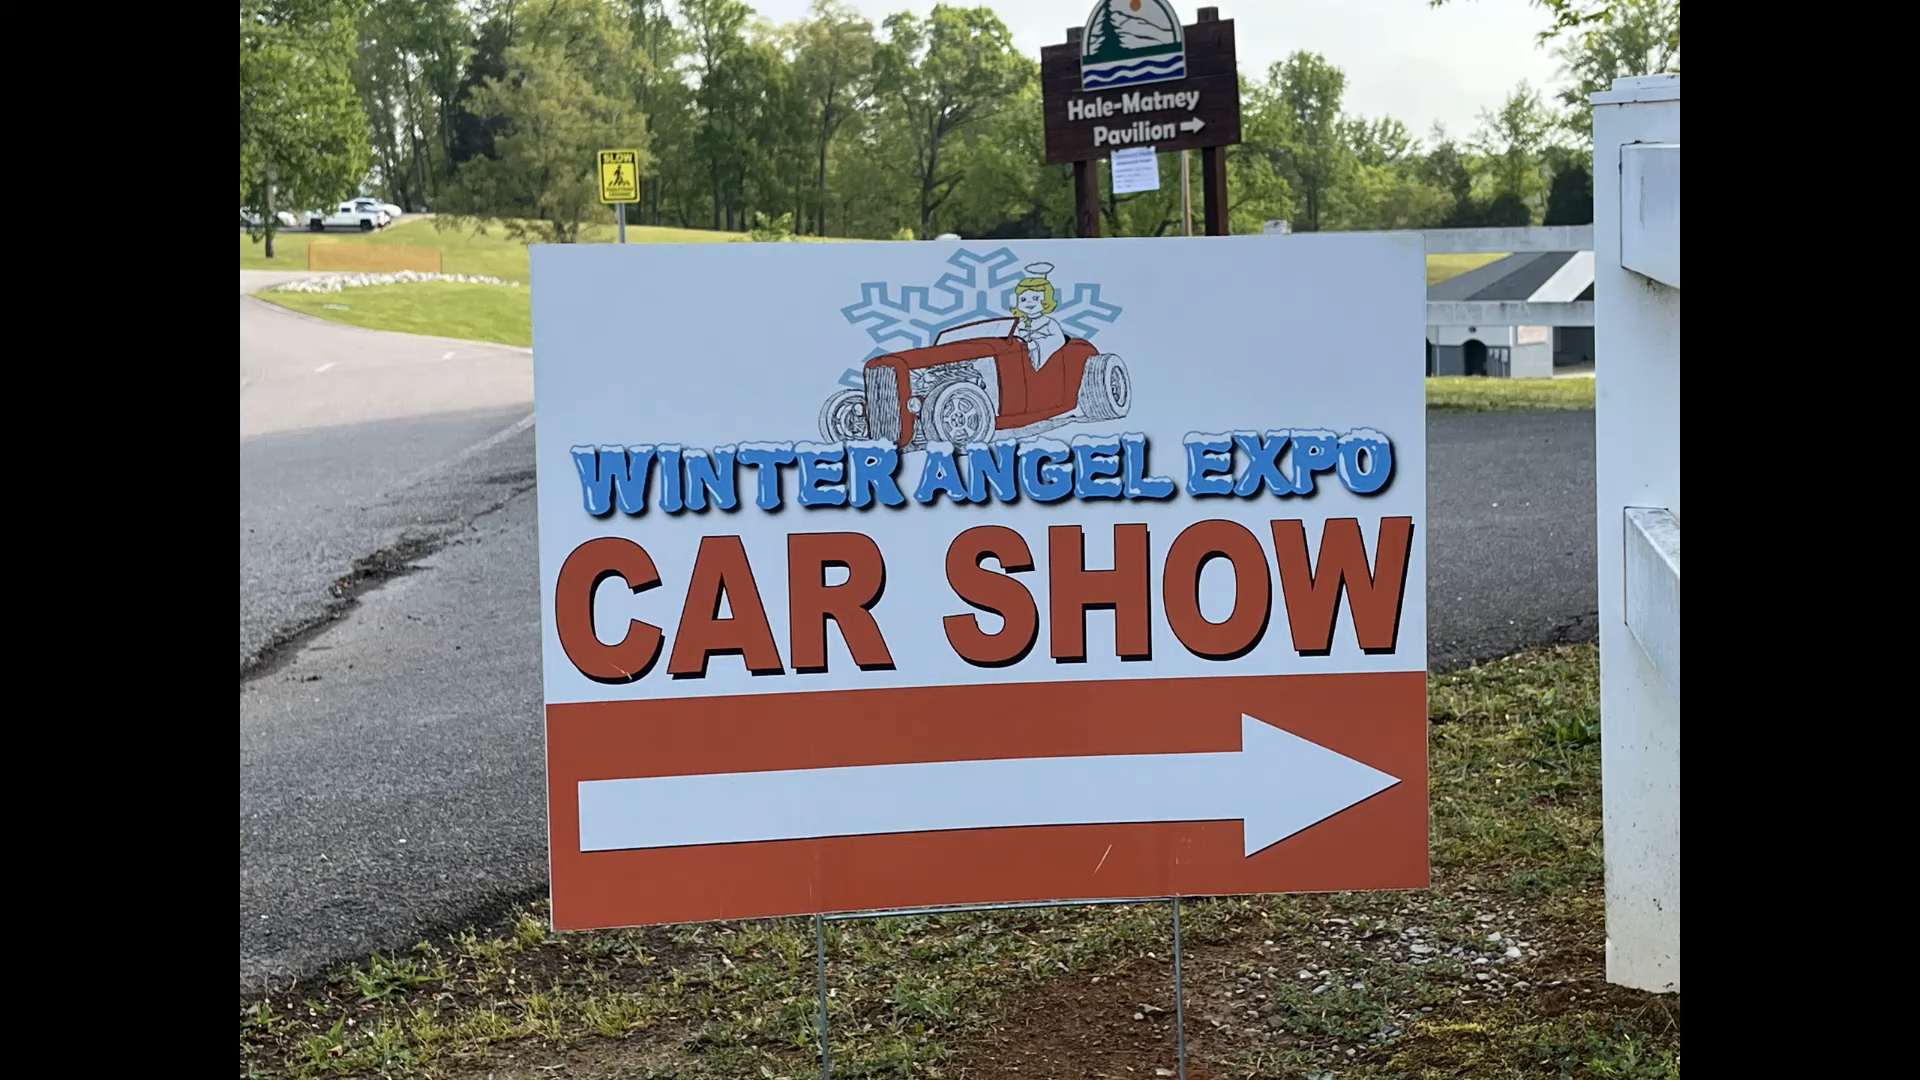 Hale-Matney
Pavilion →
SLOW
WINTER ANGEL EXPO
CAR SHOW